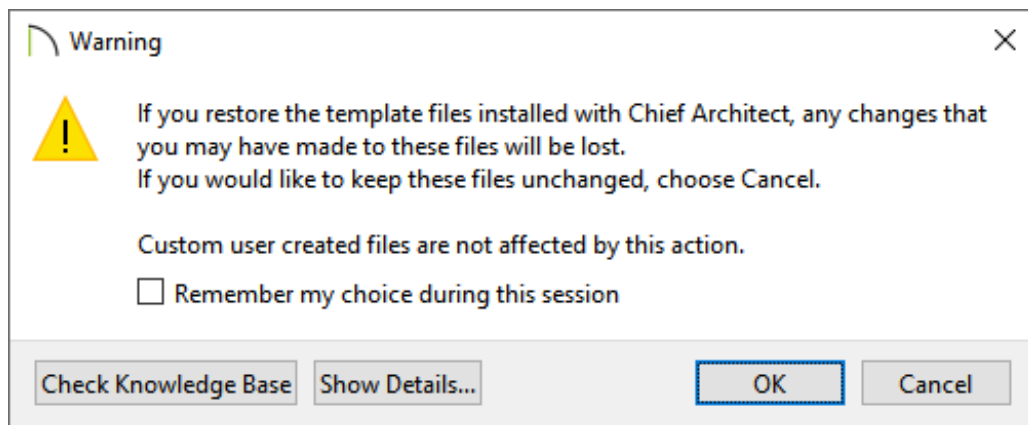 Warning
If you restore the template files installed with Chief Architect, any changes that
you may have made to these files will be lost.
If you would like to keep these files unchanged, choose Cancel.
Custom user created files are not affected by this action.
Remember my choice during this session
Check Knowledge Base Show Details... OK Cancel